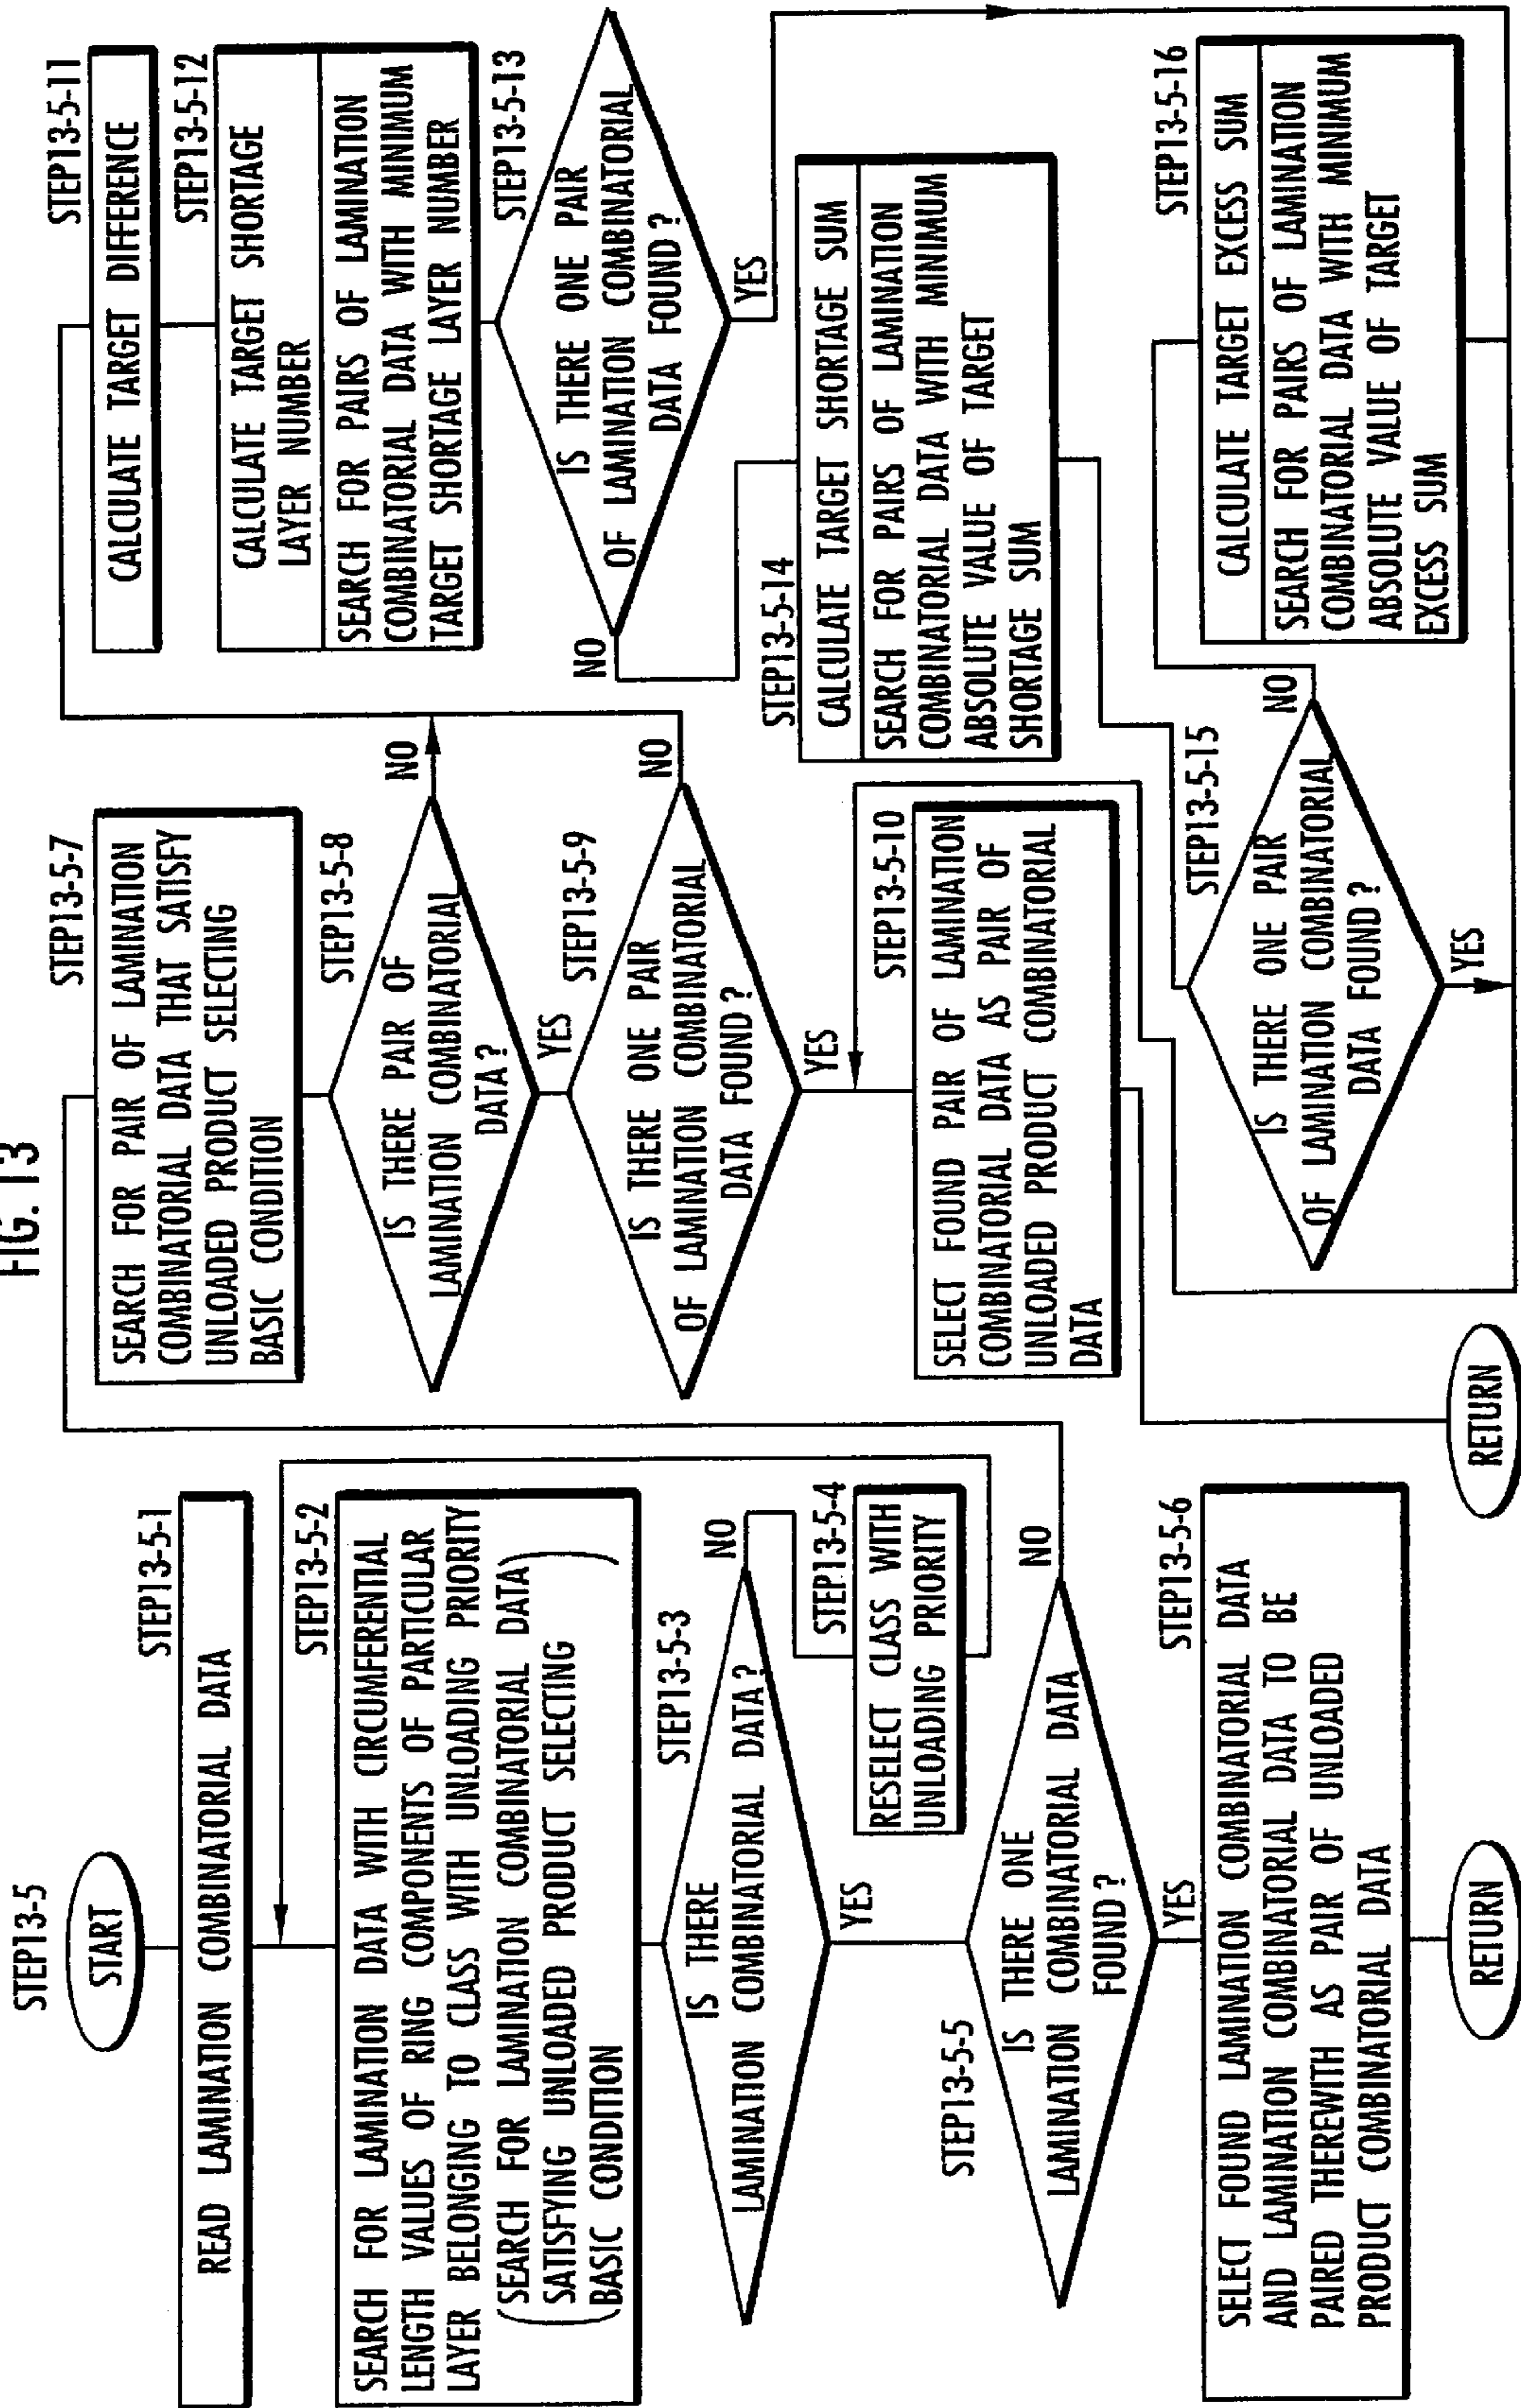 FIG. 13
STEP13-5
START
STEP13-5-1
READ LAMINATION COMBINATORIAL DATA
STEP13-5-2
SEARCH FOR LAMINATION DATA WITH CIRCUMFERENTIAL
LENGTH VALUES OF RING COMPONENTS OF PARTICULAR
LAYER BELONGING TO CLASS WITH UNLOADING PRIORITY
(SEARCH FOR LAMINATION COMBINATORIAL DATA
SATISFYING UNLOADED PRODUCT SELECTING
BASIC CONDITION)
STEP13-5-3
IS THERE
LAMINATION COMBINATORIAL DATA?
NO
YES
STEP13-5-4
RESELECT CLASS WITH
UNLOADING PRIORITY
STEP13-5-5
IS THERE ONE
LAMINATION COMBINATORIAL DATA
FOUND?
NO
YES
STEP13-5-6
SELECT FOUND LAMINATION COMBINATORIAL DATA
AND LAMINATION COMBINATORIAL DATA TO BE
PAIRED THEREWITH AS PAIR OF UNLOADED
PRODUCT COMBINATORIAL DATA
RETURN
STEP13-5-7
SEARCH FOR PAIR OF LAMINATION
COMBINATORIAL DATA THAT SATISFY
UNLOADED PRODUCT SELECTING
BASIC CONDITION
STEP13-5-8
IS THERE PAIR OF
LAMINATION COMBINATORIAL
DATA?
NO
YES
STEP13-5-9
IS THERE ONE PAIR
OF LAMINATION COMBINATORIAL
DATA FOUND?
NO
YES
STEP13-5-10
SELECT FOUND PAIR OF LAMINATION
COMBINATORIAL DATA AS PAIR OF
UNLOADED PRODUCT COMBINATORIAL
DATA
RETURN
STEP13-5-11
CALCULATE TARGET DIFFERENCE
STEP13-5-12
CALCULATE TARGET SHORTAGE
LAYER NUMBER
SEARCH FOR PAIRS OF LAMINATION
COMBINATORIAL DATA WITH MINIMUM
TARGET SHORTAGE LAYER NUMBER
STEP13-5-13
IS THERE ONE PAIR
OF LAMINATION COMBINATORIAL
DATA FOUND?
NO
YES
STEP13-5-14
CALCULATE TARGET SHORTAGE SUM
SEARCH FOR PAIRS OF LAMINATION
COMBINATORIAL DATA WITH MINIMUM
ABSOLUTE VALUE OF TARGET
SHORTAGE SUM
STEP13-5-15
IS THERE ONE PAIR
OF LAMINATION COMBINATORIAL
DATA FOUND?
NO
YES
STEP13-5-16
CALCULATE TARGET EXCESS SUM
SEARCH FOR PAIRS OF LAMINATION
COMBINATORIAL DATA WITH MINIMUM
ABSOLUTE VALUE OF TARGET
EXCESS SUM